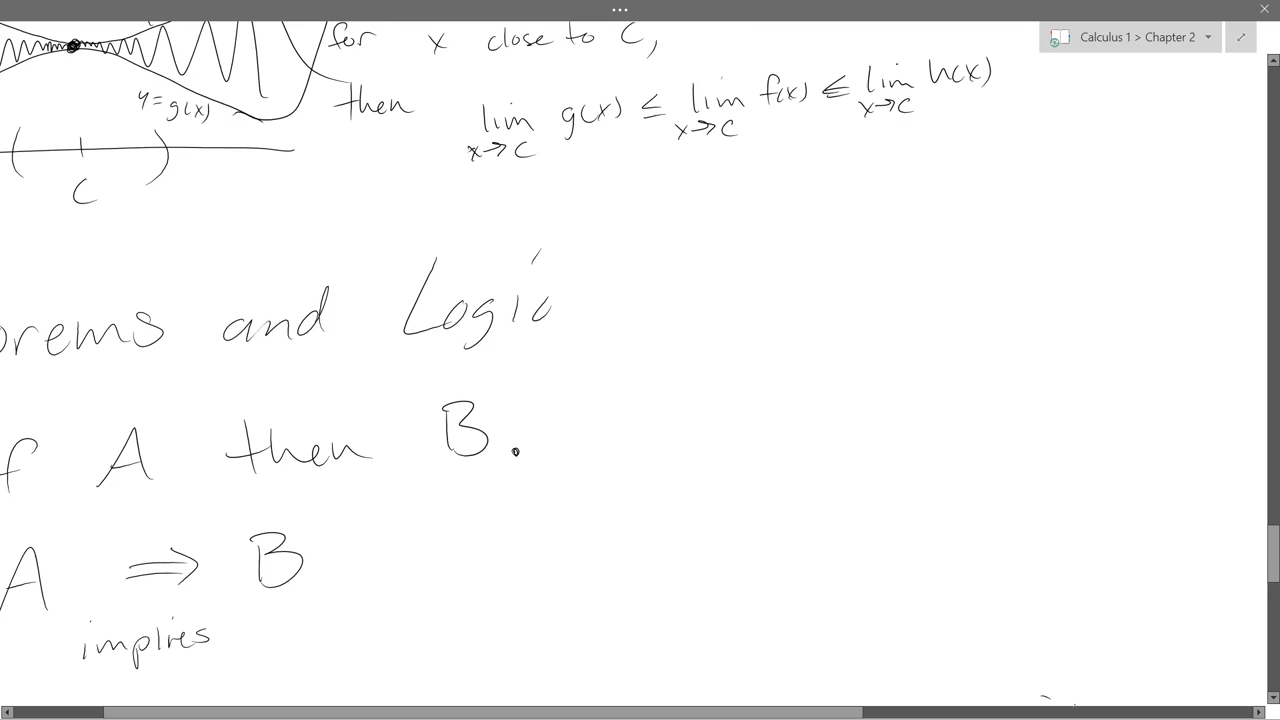 Calculus 1 > Chapter 2
for x close to C,
then lim x→C g(x) ≤ lim x→C f(x) ≤ lim x→C h(x)
y=g(x)
( )
C
orems and Logic
f A then B.
A ⇒ B
implies